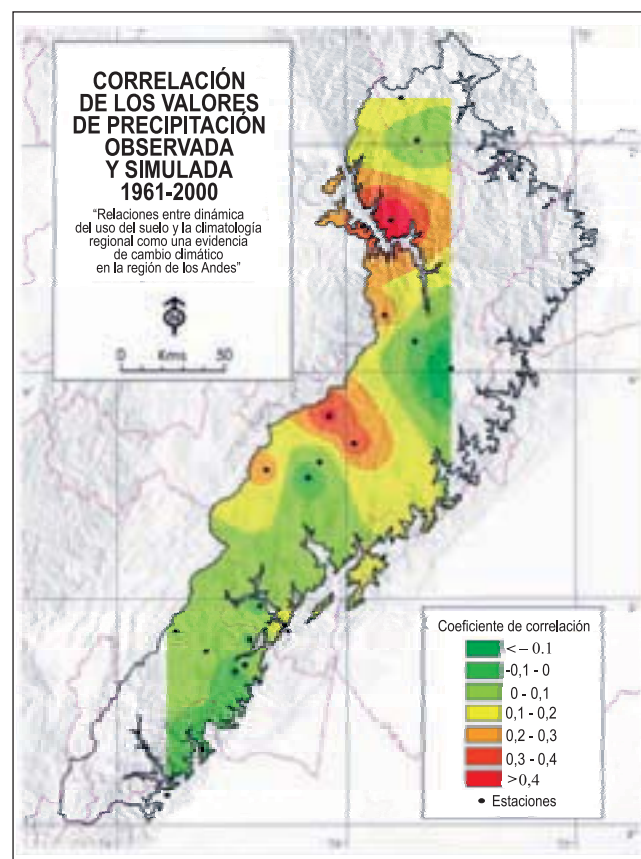 CORRELACIÓN
DE LOS VALORES
DE PRECIPITACIÓN
OBSERVADA
Y SIMULADA
1961-2000
“Relaciones entre dinámica
del uso del suelo y la climatología
regional como una evidencia
de cambio climático
en la región de los Andes”
0 Kms 50
Coeficiente de correlación
<– 0.1
-0,1 - 0
0 - 0,1
0,1 - 0,2
0,2 - 0,3
0,3 - 0,4
>0,4
• Estaciones